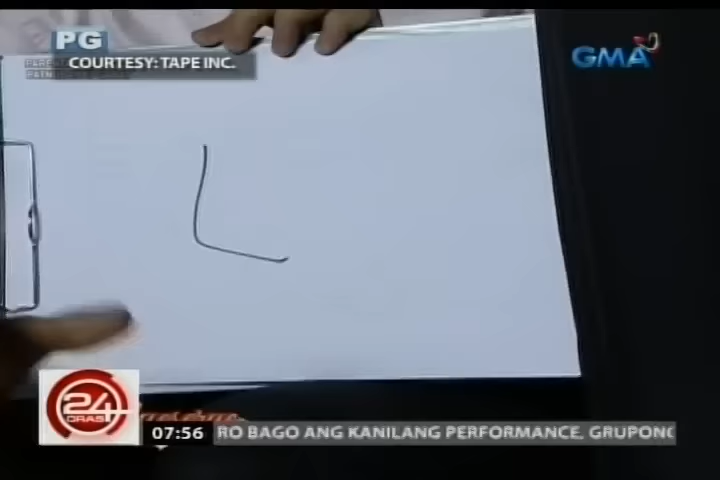 PG
COURTESY: TAPE INC.
GMA
L
24
ORAS
07:56
RO BAGO ANG KANILANG PERFORMANCE, GRUPONG